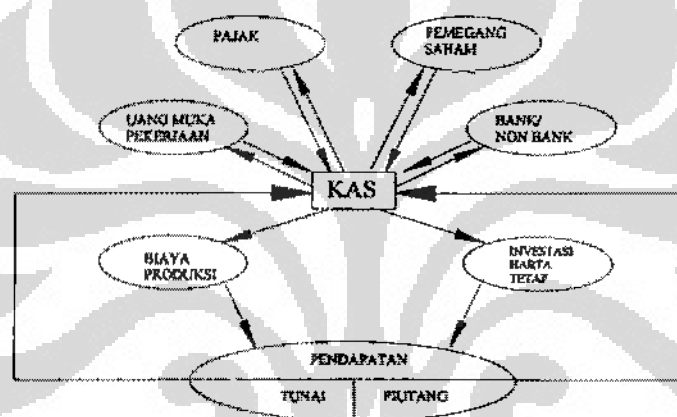 PAJAK
PEMEGANG
SAHAM
UANG MUKA
PEKERJAAN
BANK/
NON BANK
KAS
BIAYA
PRODUKSI
INVESTASI
HARTA
TETAP
PENDAPATAN
TUNAI
PIUTANG